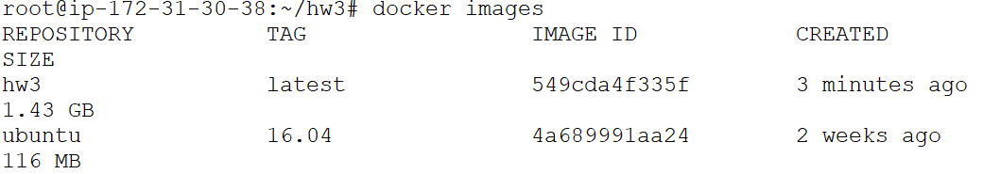 root@ip-172-31-30-38:~/hw3# docker images
REPOSITORY TAG IMAGE ID CREATED
SIZE
hw3 latest 549cda4f335f 3 minutes ago
1.43 GB
ubuntu 16.04 4a689991aa24 2 weeks ago
116 MB